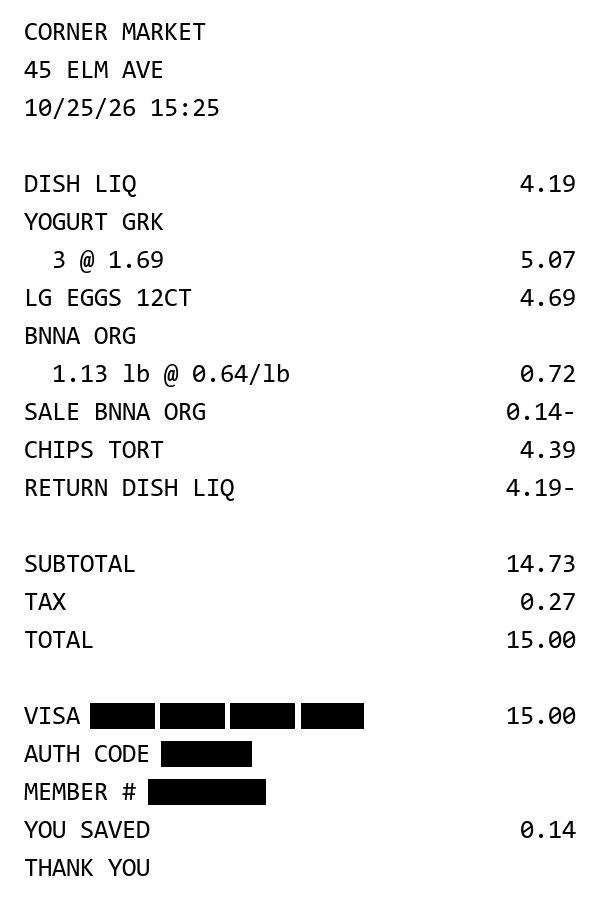 CORNER MARKET
45 ELM AVE
10/25/26 15:25
DISH LIQ 4.19
YOGURT GRK
3 @ 1.69 5.07
LG EGGS 12CT 4.69
BNNA ORG
1.13 lb @ 0.64/lb 0.72
SALE BNNA ORG 0.14-
CHIPS TORT 4.39
RETURN DISH LIQ 4.19-
SUBTOTAL 14.73
TAX 0.27
TOTAL 15.00
VISA 15.00
AUTH CODE
MEMBER #
YOU SAVED 0.14
THANK YOU